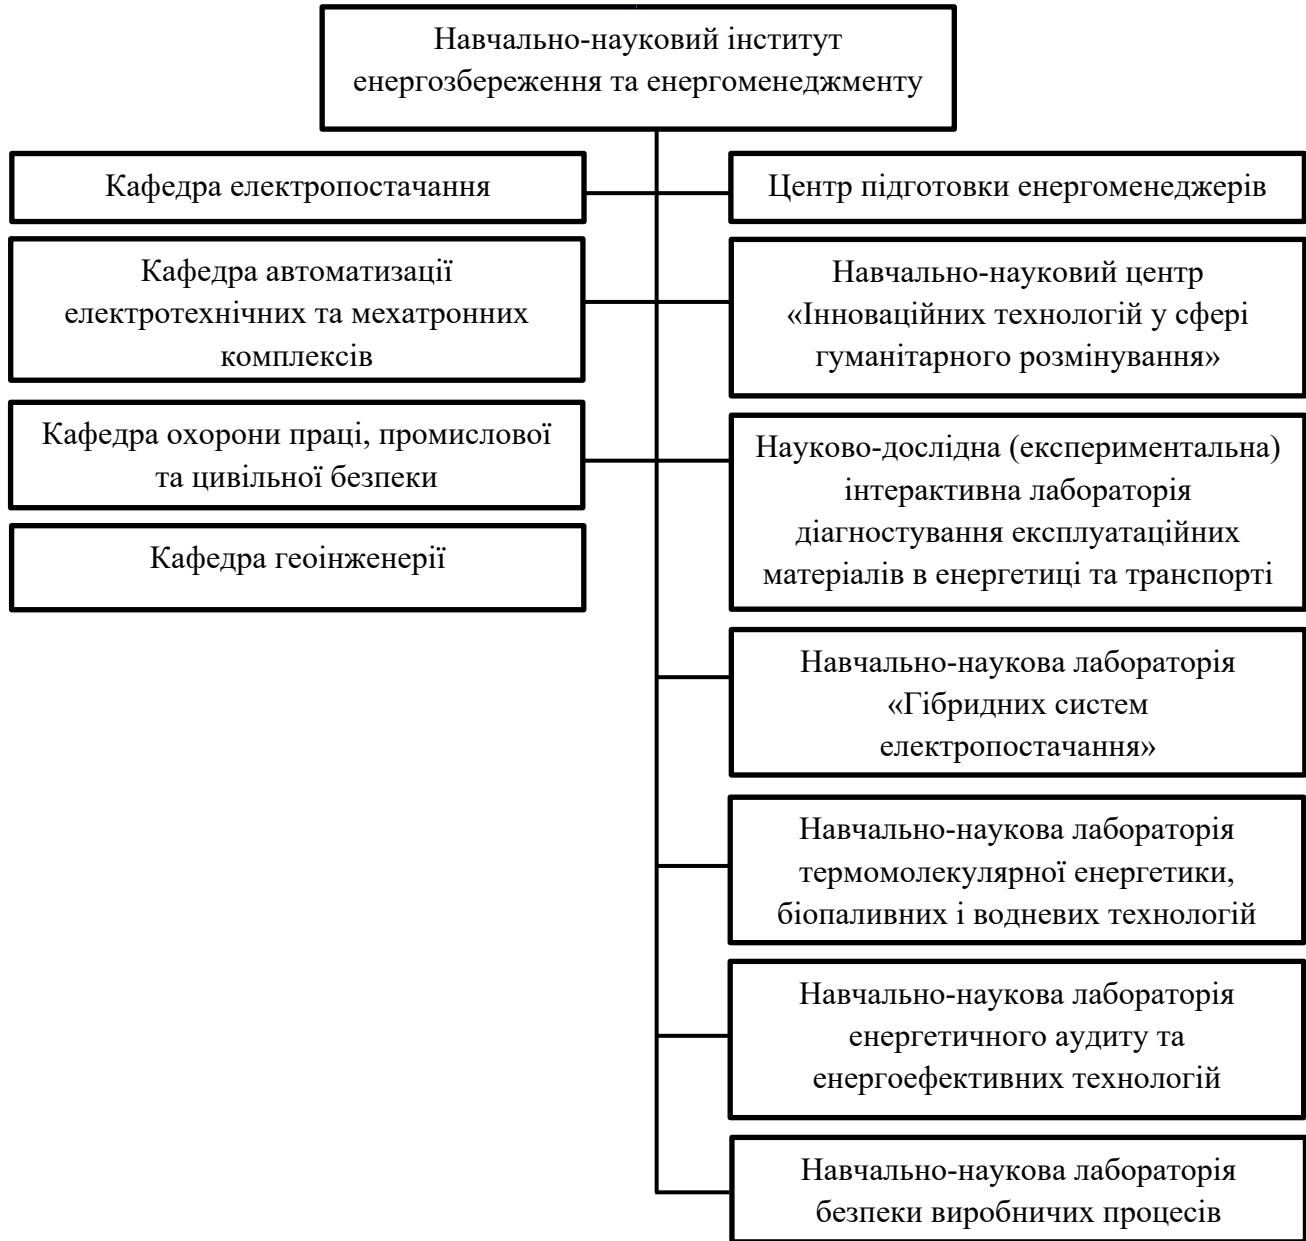 Навчально-науковий інститут
енергозбереження та енергоменеджменту
Кафедра електропостачання
Кафедра автоматизації
електротехнічних та мехатронних
комплексів
Кафедра охорони праці, промислової
та цивільної безпеки
Кафедра геоінженерії
Центр підготовки енергоменеджерів
Навчально-науковий центр
«Інноваційних технологій у сфері
гуманітарного розмінування»
Науково-дослідна (експериментальна)
інтерактивна лабораторія
діагностування експлуатаційних
матеріалів в енергетиці та транспорті
Навчально-наукова лабораторія
«Гібридних систем
електропостачання»
Навчально-наукова лабораторія
термомолекулярної енергетики,
біопаливних і водневих технологій
Навчально-наукова лабораторія
енергетичного аудиту та
енергоефективних технологій
Навчально-наукова лабораторія
безпеки виробничих процесів